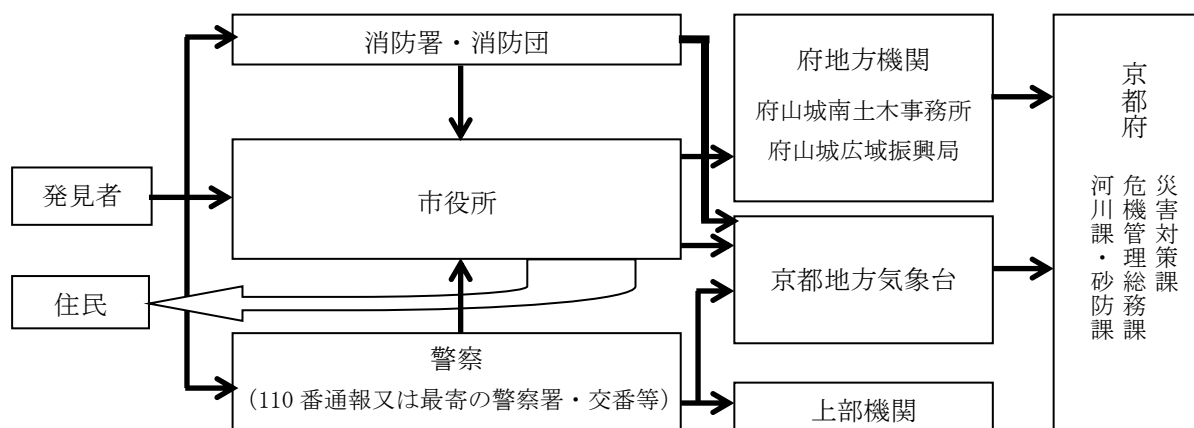 消防署・消防団
府地方機関
府山城南土木事務所
府山城広域振興局
京都府
災害対策課
危機管理総務課
河川課・砂防課
発見者
市役所
京都地方気象台
住民
警察
(110番通報又は最寄の警察署・交番等)
上部機関